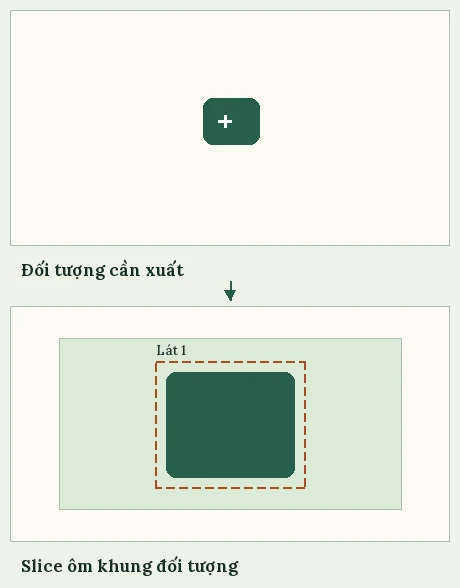 Đối tượng cần xuất
Lát 1
Slice ôm khung đối tượng